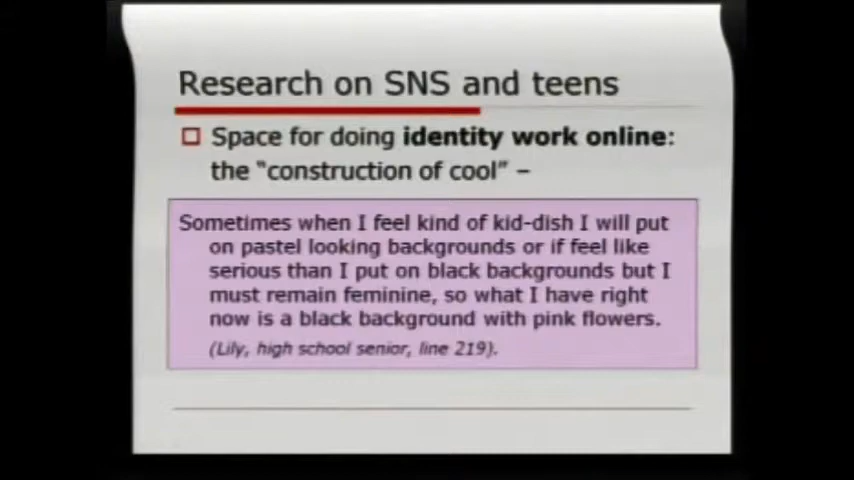 Research on SNS and teens
Space for doing identity work online:
the “construction of cool” –
Sometimes when I feel kind of kid-dish I will put
on pastel looking backgrounds or if feel like
serious than I put on black backgrounds but I
must remain feminine, so what I have right
now is a black background with pink flowers.
(Lily, high school senior, line 219).